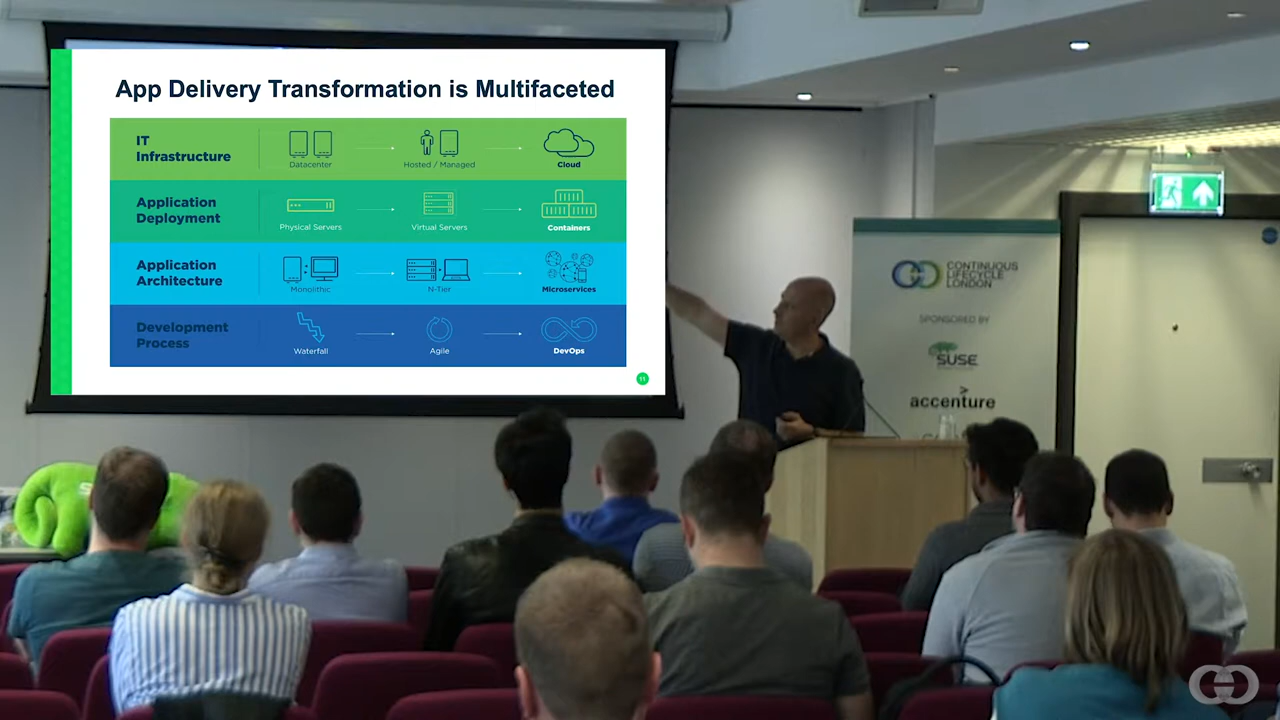 App Delivery Transformation is Multifaceted
IT
Infrastructure
Datacenter
Hosted / Managed
Cloud
Application
Deployment
Physical Servers
Virtual Servers
Containers
Application
Architecture
Monolithic
N-Tier
Microservices
Development
Process
Waterfall
Agile
DevOps
11
CONTINUOUS
LIFECYCLE
LONDON
SPONSORED BY
SUSE
accenture